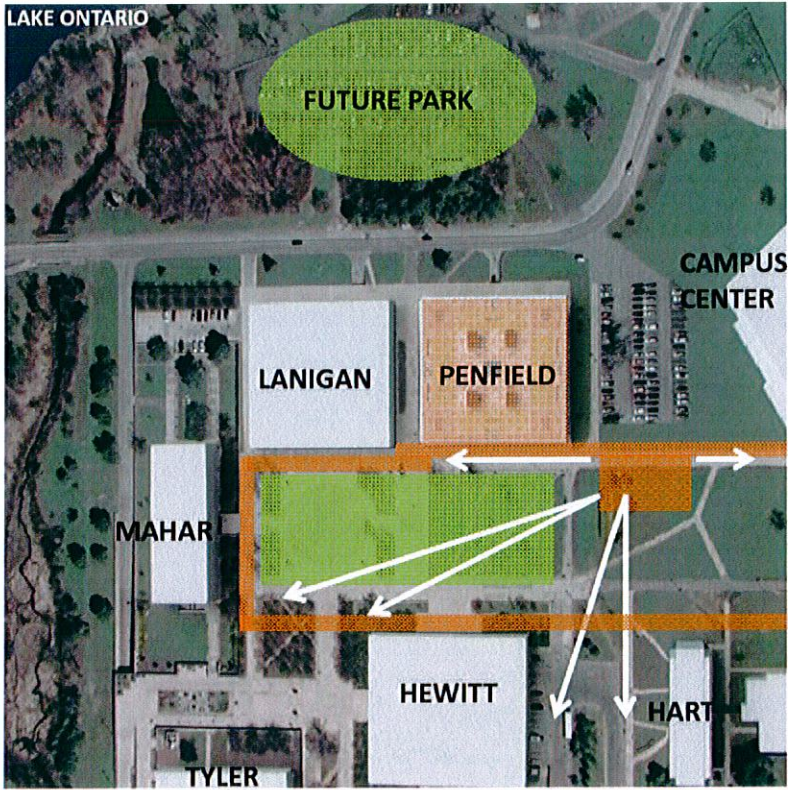 LAKE ONTARIO
FUTURE PARK
CAMPUS
CENTER
LANIGAN
PENFIELD
MAHAR
HEWITT
HART
TYLER